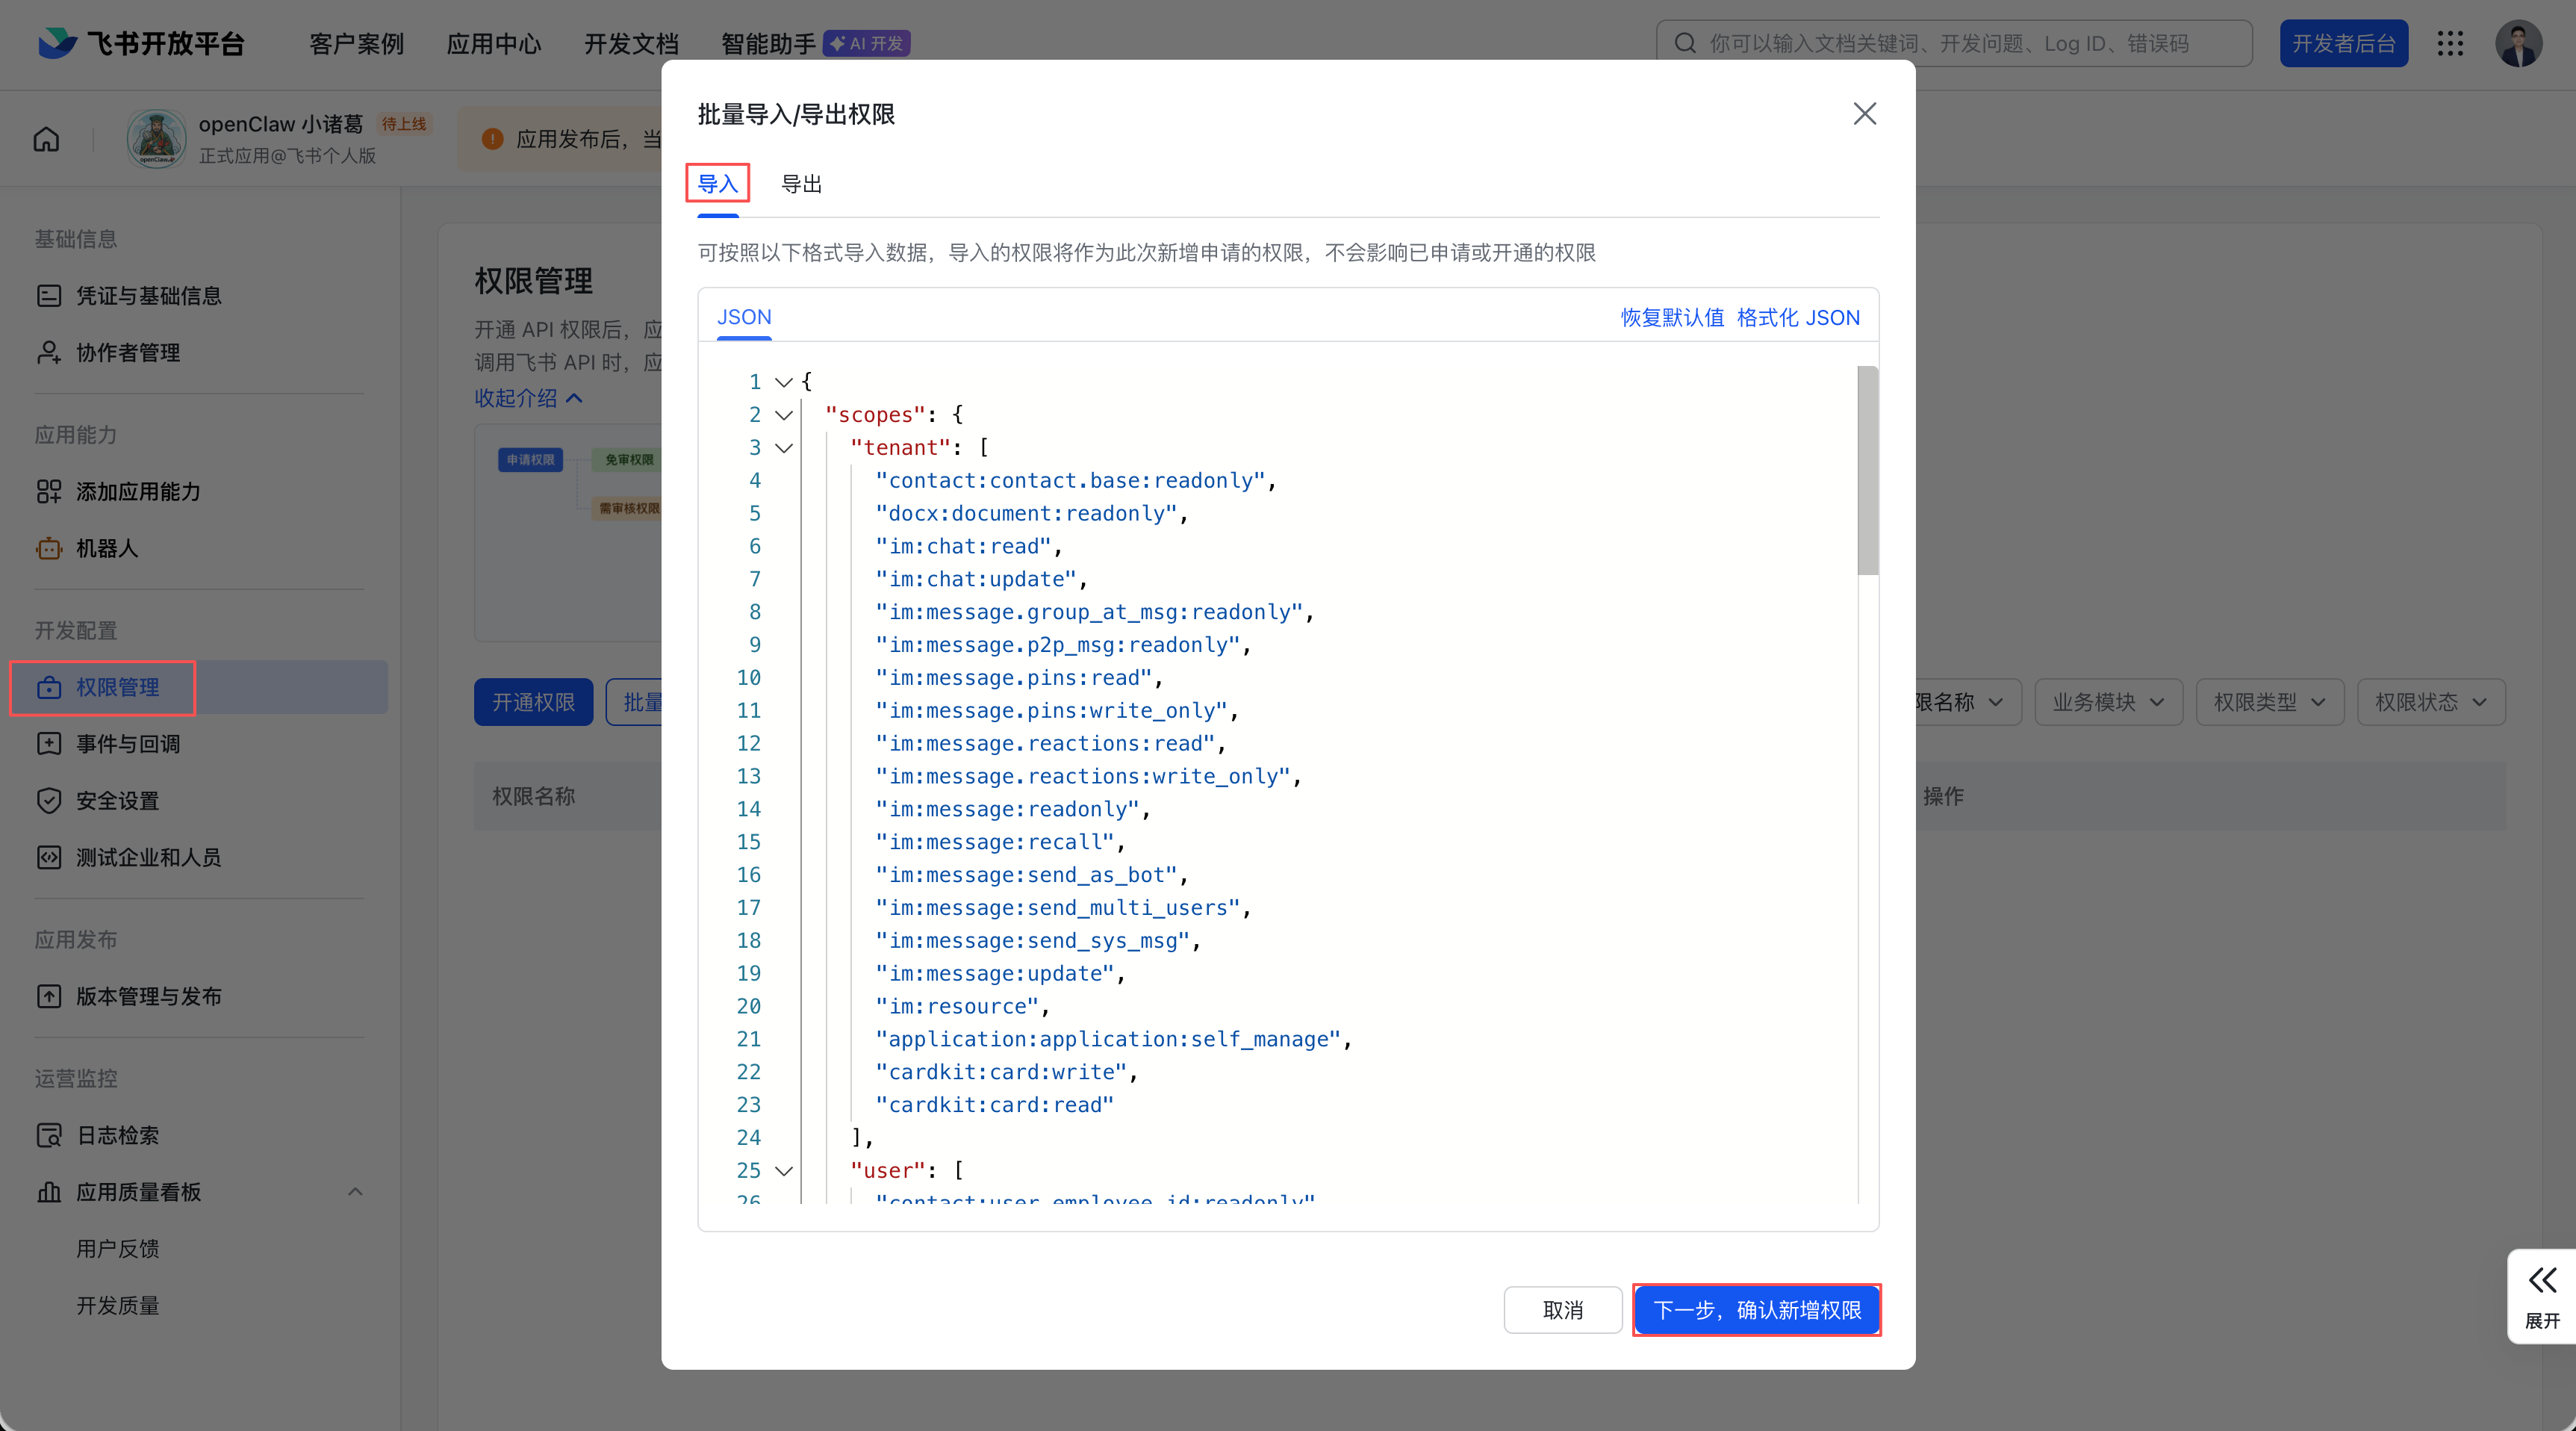 飞书开放平台
客户案例
应用中心
开发文档
智能助手
AI 开发
你可以输入文档关键词、开发问题、Log ID、错误码
开发者后台
openClaw 小诸葛
待上线
正式应用@飞书个人版
应用发布后，当
基础信息
凭证与基础信息
协作者管理
应用能力
添加应用能力
机器人
开发配置
权限管理
事件与回调
安全设置
测试企业和人员
应用发布
版本管理与发布
运营监控
日志检索
应用质量看板
用户反馈
开发质量
权限管理
开通 API 权限后，应
调用飞书 API 时，应
收起介绍
申请权限
免审权限
需审核权限
开通权限
批量
限名称
业务模块
权限类型
权限状态
权限名称
操作
批量导入/导出权限
导入
导出
可按照以下格式导入数据，导入的权限将作为此次新增申请的权限，不会影响已申请或开通的权限
JSON
恢复默认值
格式化 JSON
1 {
2 "scopes": {
3 "tenant": [
4 "contact:contact.base:readonly",
5 "docx:document:readonly",
6 "im:chat:read",
7 "im:chat:update",
8 "im:message.group_at_msg:readonly",
9 "im:message.p2p_msg:readonly",
10 "im:message.pins:read",
11 "im:message.pins:write_only",
12 "im:message.reactions:read",
13 "im:message.reactions:write_only",
14 "im:message:readonly",
15 "im:message:recall",
16 "im:message:send_as_bot",
17 "im:message:send_multi_users",
18 "im:message:send_sys_msg",
19 "im:message:update",
20 "im:resource",
21 "application:application:self_manage",
22 "cardkit:card:write",
23 "cardkit:card:read"
24 ],
25 "user": [
26 "contact:user.employee_id:readonly"
取消
下一步，确认新增权限
展开